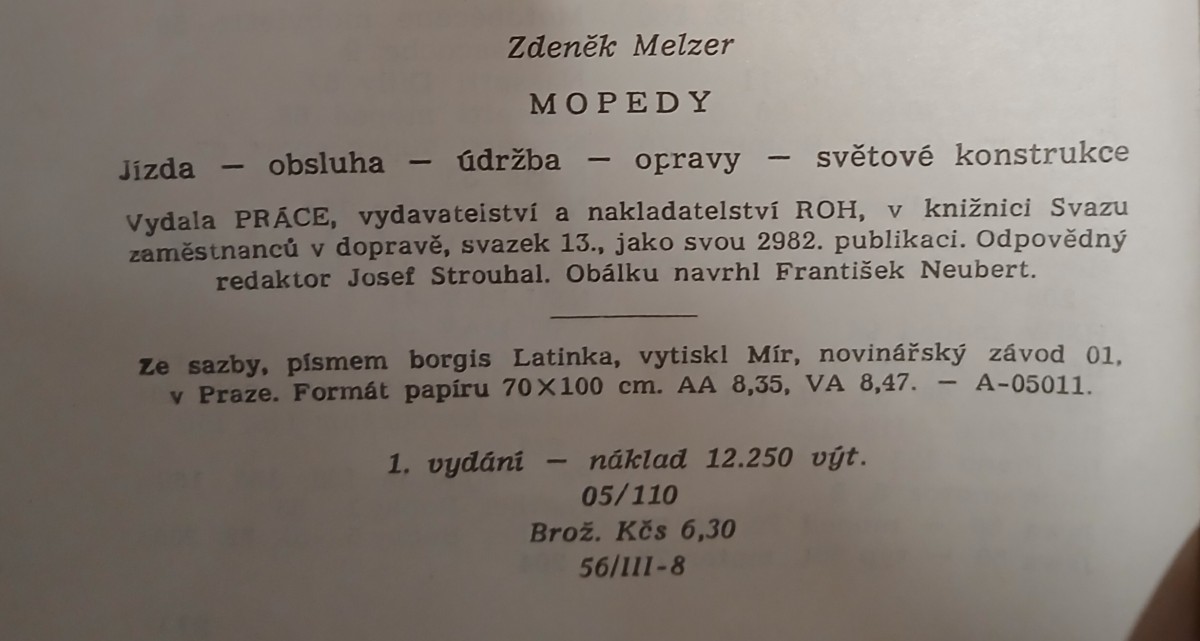 Zdeněk Melzer
MOPEDY
Jízda — obsluha — údržba — opravy — světové konstrukce
Vydala PRÁCE, vydavatelství a nakladatelství ROH, v knižnici Svazu
zaměstnanců v dopravě, svazek 13., jako svou 2982. publikaci. Odpovědný
redaktor Josef Strouhal. Obálku navrhl František Neubert.
Ze sazby, písmem borgis Latinka, vytiskl Mír, novinářský závod 01,
v Praze. Formát papíru 70×100 cm. AA 8,35, VA 8,47. — A-05011.
1. vydání — náklad 12.250 výt.
05/110
Brož. Kčs 6,30
56/III-8